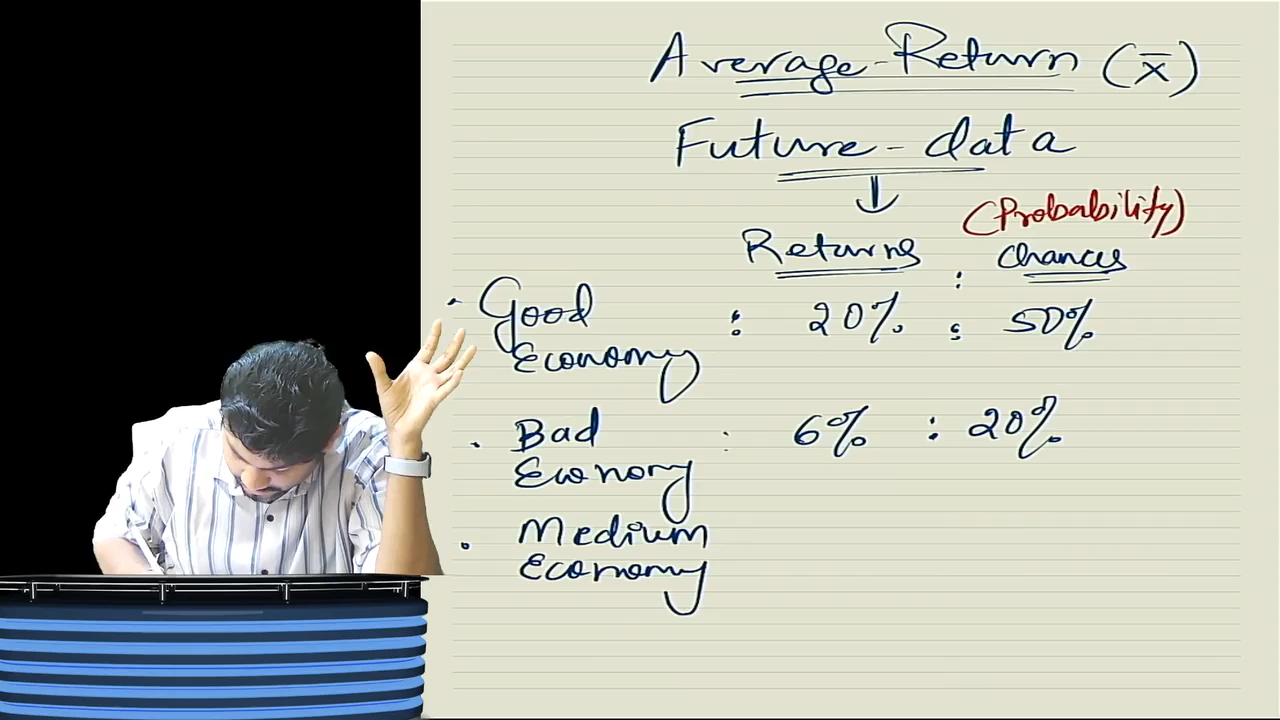 Average-Return (x̄)
Future-data
(Probability)
Returns : Chances
• Good Economy : 20% : 50%
• Bad Economy : 6% : 20%
• Medium Economy